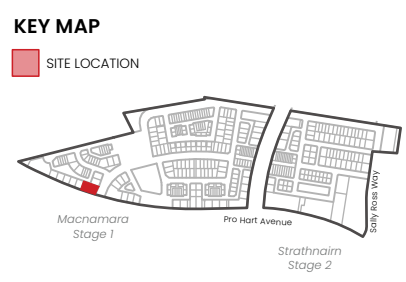 KEY MAP
SITE LOCATION
Macnamara
Stage 1
Pro Hart Avenue
Sally Ross Way
Strathnairn
Stage 2